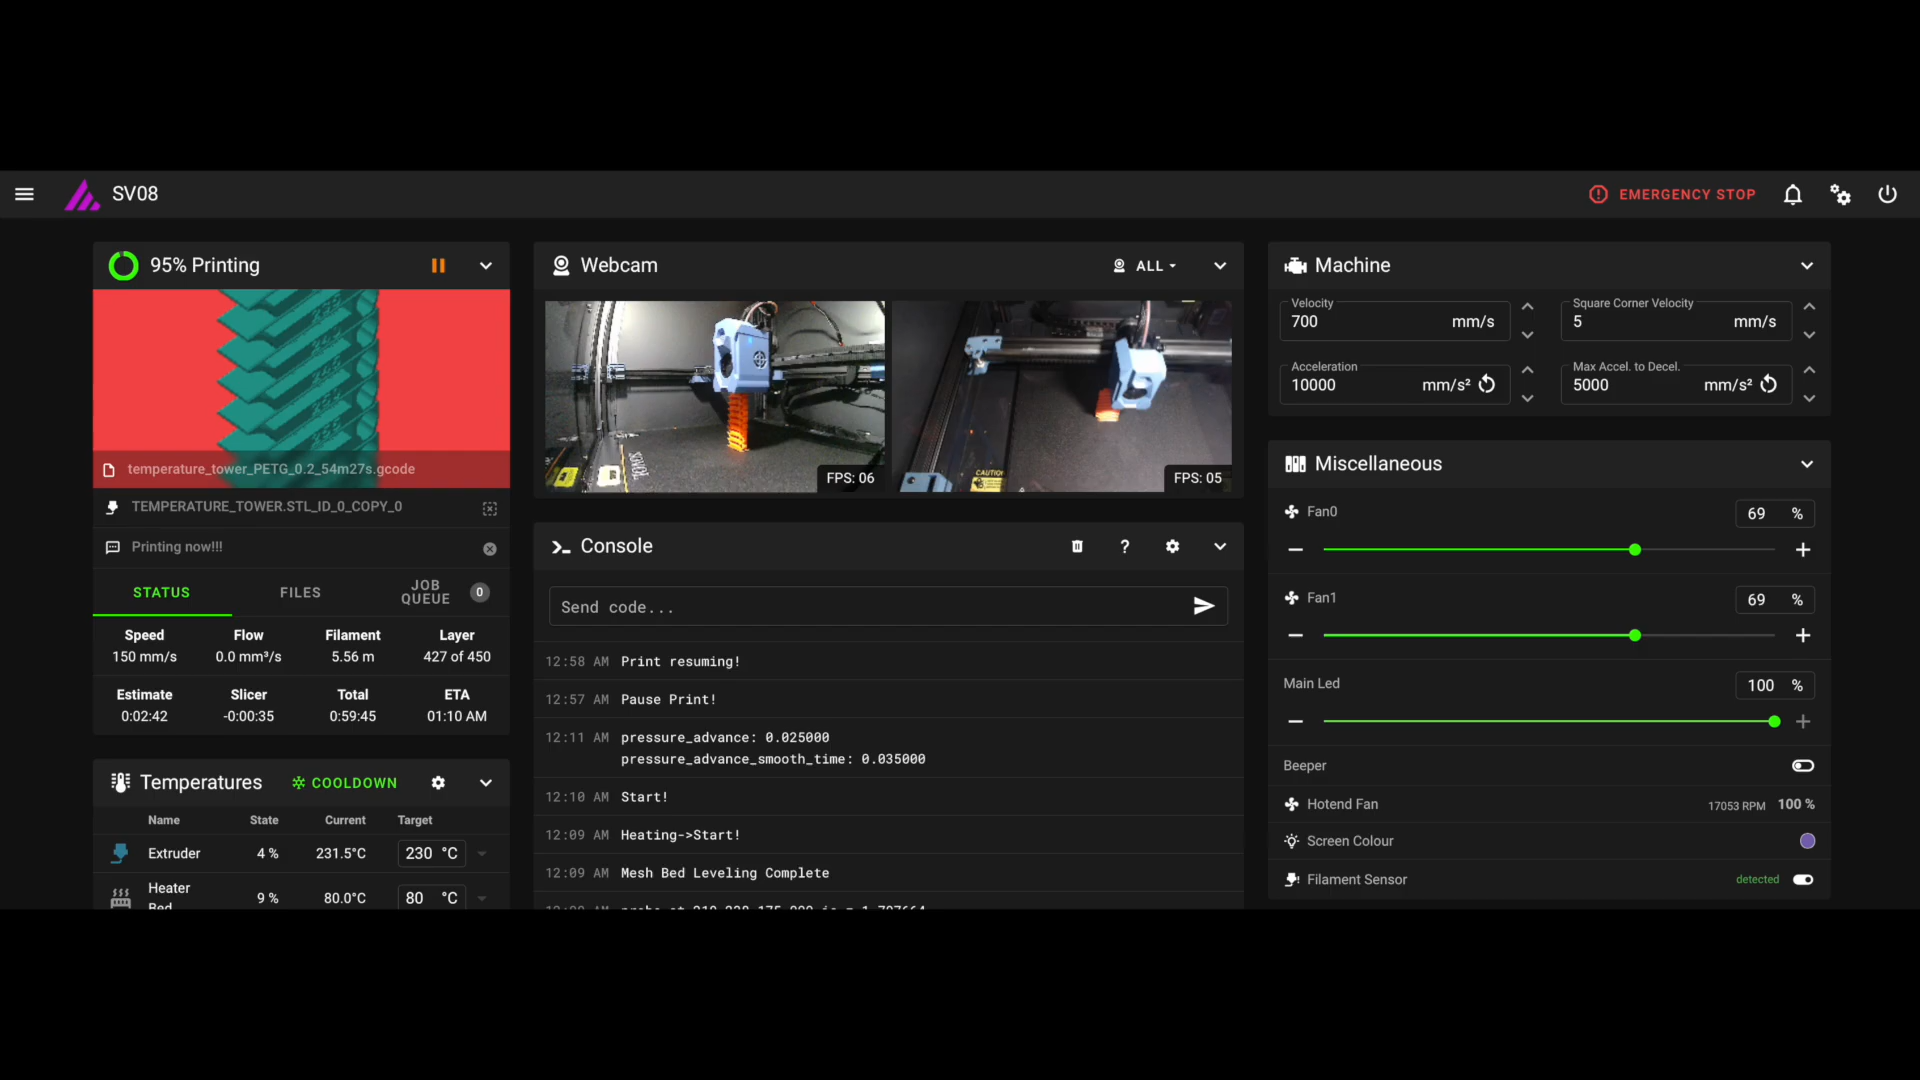 SV08
EMERGENCY STOP
95% Printing
temperature_tower_PETG_0.2_54m27s.gcode
TEMPERATURE_TOWER.STL_ID_0_COPY_0
Printing now!!!
STATUS
FILES
JOB QUEUE
0
Speed Flow Filament Layer
150 mm/s 0.0 mm³/s 5.56 m 427 of 450
Estimate Slicer Total ETA
0:02:42 -0:00:35 0:59:45 01:10 AM
Temperatures
COOLDOWN
Name State Current Target
Extruder 4 % 231.5°C 230 °C
Heater Bed 9 % 80.0°C 80 °C
Webcam
ALL
FPS: 06
CAUTION
FPS: 05
Console
Send code...
12:58 AM Print resuming!
12:57 AM Pause Print!
12:11 AM pressure_advance: 0.025000
pressure_advance_smooth_time: 0.035000
12:10 AM Start!
12:09 AM Heating->Start!
12:09 AM Mesh Bed Leveling Complete
Machine
Velocity
700 mm/s
Square Corner Velocity
5 mm/s
Acceleration
10000 mm/s²
Max Accel. to Decel.
5000 mm/s²
Miscellaneous
Fan0 69 %
Fan1 69 %
Main Led 100 %
Beeper
Hotend Fan 17053 RPM 100 %
Screen Colour
Filament Sensor detected